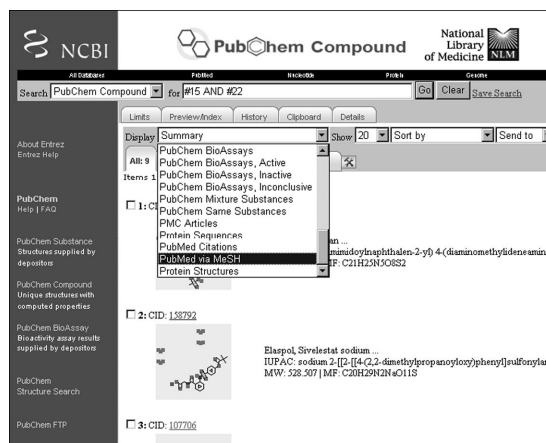 NCBI
PubChem Compound
National
Library
of Medicine NLM
All Databases PubMed Nucleotide Protein Genome
Search PubChem Compound for #15 AND #22 Go Clear Save Search
Limits Preview/Index History Clipboard Details
Display Summary Show 20 Sort by Send to
All: 9
Items 1
PubChem BioAssays
PubChem BioAssays, Active
PubChem BioAssays, Inactive
PubChem BioAssays, Inconclusive
PubChem Mixture Substances
PubChem Same Substances
PMC Articles
Protein Sequences
PubMed Citations
PubMed via MeSH
Protein Structures
About Entrez
Entrez Help
PubChem
Help | FAQ
PubChem Substance
Structures supplied by
depositors
PubChem Compound
Unique structures with
computed properties
PubChem BioAssay
Bioactivity assay results
supplied by depositors
PubChem
Structure Search
PubChem FTP
1: CI
an ...
mimidoylnaphthalen-2-yl) 4-(diaminomethylideneamin
MF: C21H25N5O8S2
2: CID: 158792
Elaspol, Sivelestat sodium ...
IUPAC: sodium 2-[[2-[[4-(2,2-dimethylpropanoyloxy)phenyl]sulfonylar
MW: 528.507 | MF: C20H29N2NaO11S
3: CID: 107706